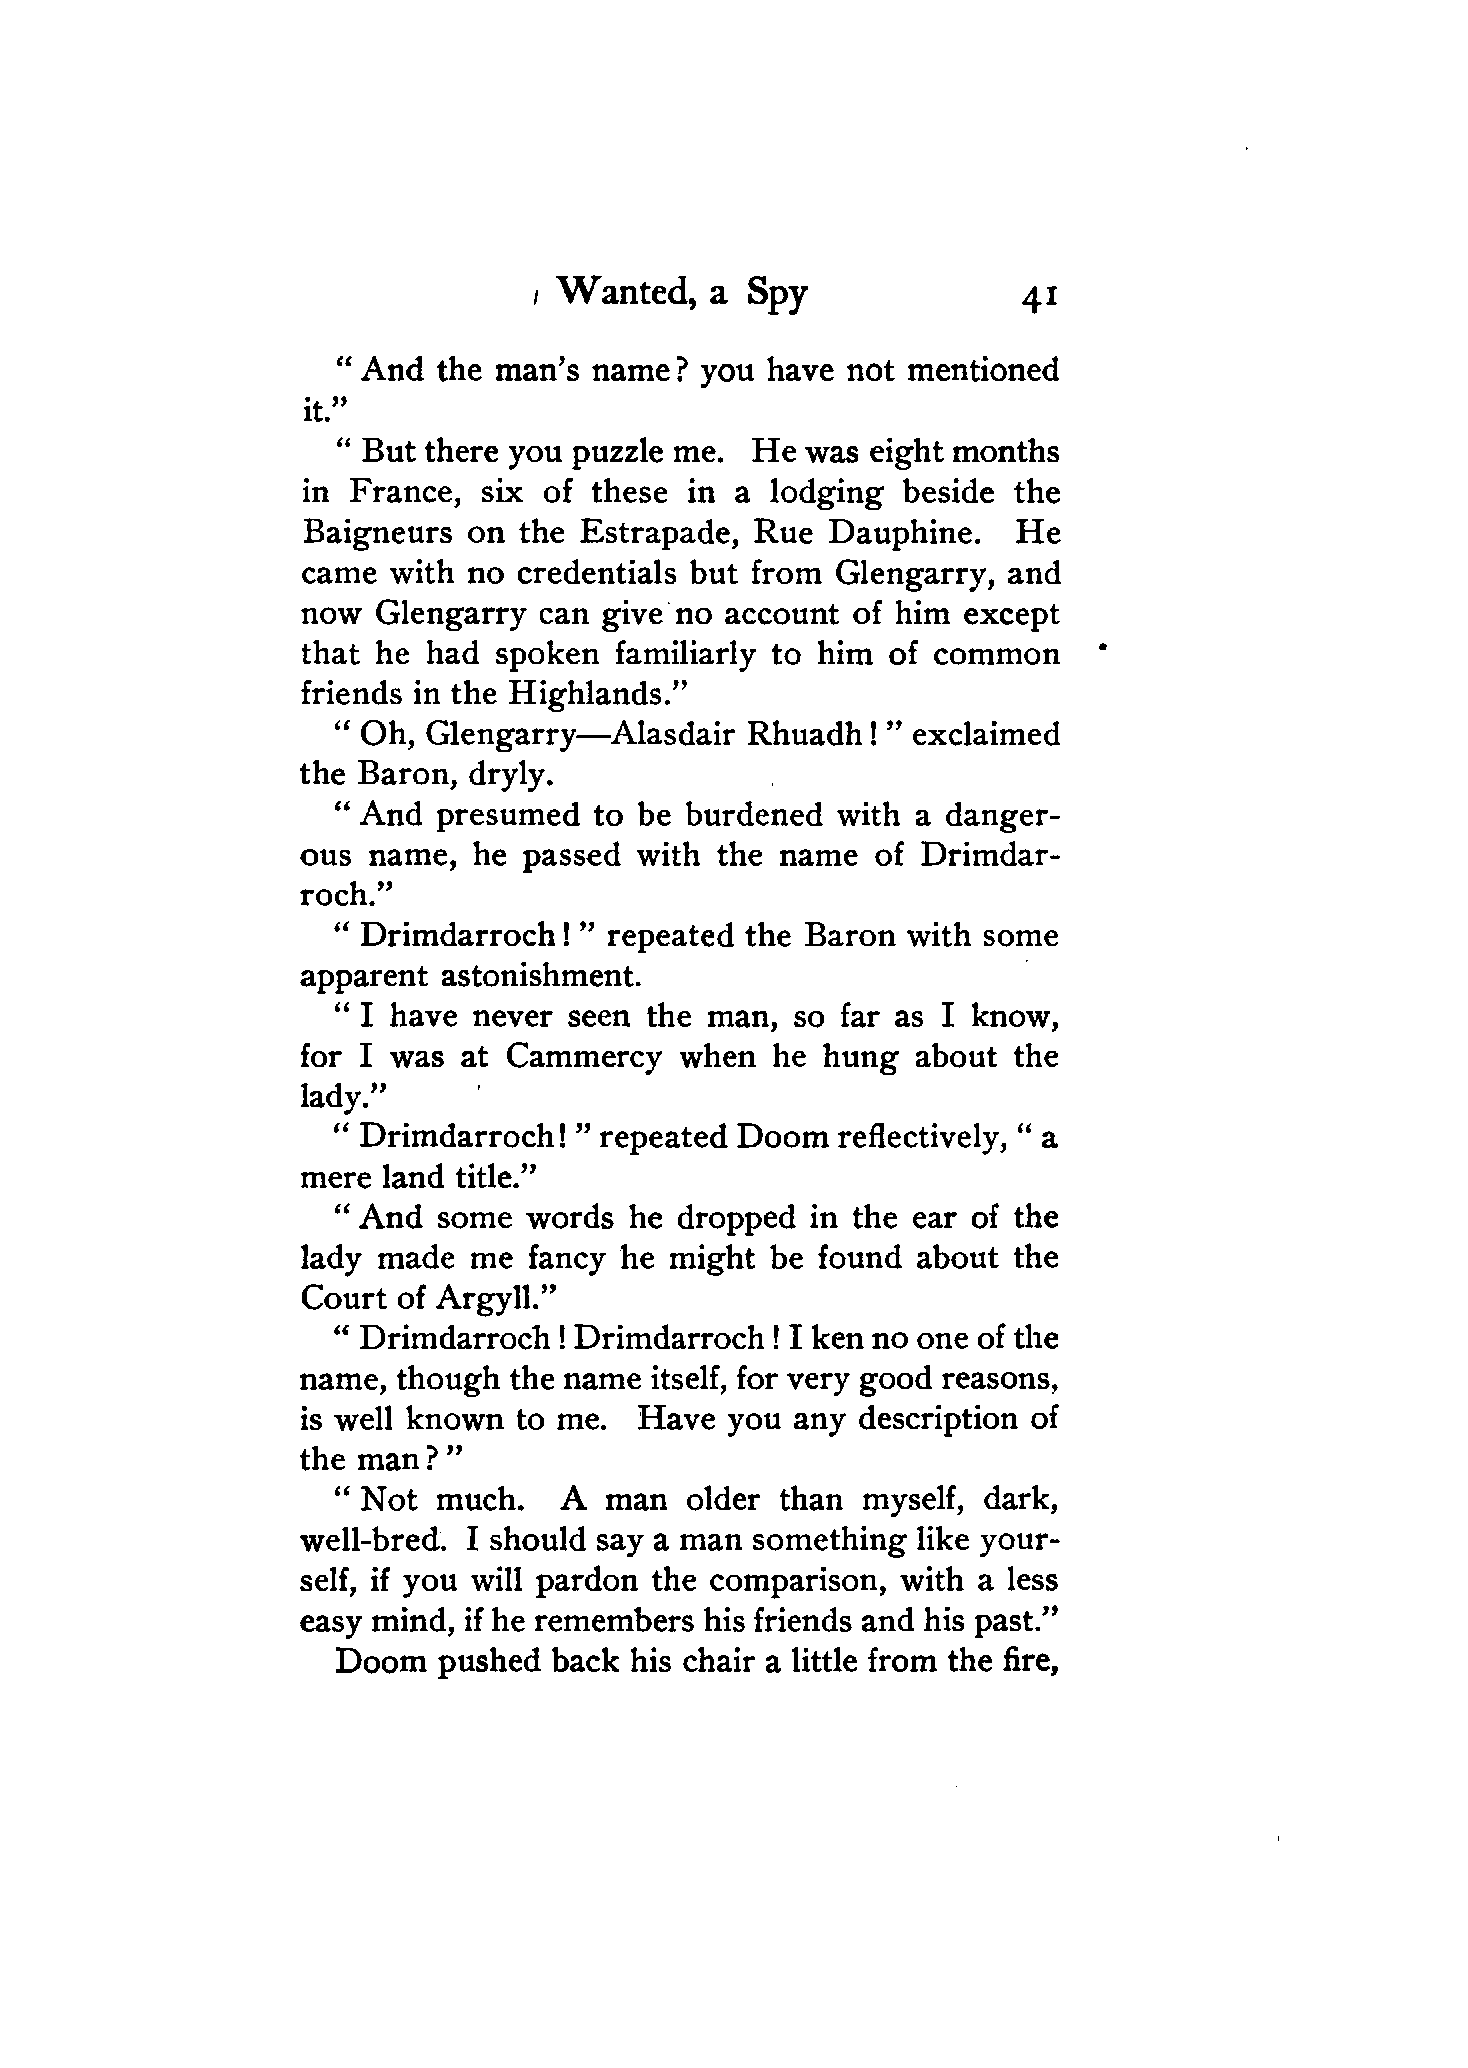 Wanted, a Spy 41
" And the man's name? you have not mentioned
it."
" But there you puzzle me. He was eight months
in France, six of these in a lodging beside the
Baigneurs on the Estrapade, Rue Dauphine. He
came with no credentials but from Glengarry, and
now Glengarry can give no account of him except
that he had spoken familiarly to him of common
friends in the Highlands."
" Oh, Glengarry—Alasdair Rhuadh! " exclaimed
the Baron, dryly.
" And presumed to be burdened with a danger-
ous name, he passed with the name of Drimdar-
roch."
" Drimdarroch! " repeated the Baron with some
apparent astonishment.
" I have never seen the man, so far as I know,
for I was at Cammercy when he hung about the
lady."
" Drimdarroch! " repeated Doom reflectively, " a
mere land title."
" And some words he dropped in the ear of the
lady made me fancy he might be found about the
Court of Argyll."
" Drimdarroch! Drimdarroch! I ken no one of the
name, though the name itself, for very good reasons,
is well known to me. Have you any description of
the man? "
" Not much. A man older than myself, dark,
well-bred. I should say a man something like your-
self, if you will pardon the comparison, with a less
easy mind, if he remembers his friends and his past."
Doom pushed back his chair a little from the fire,